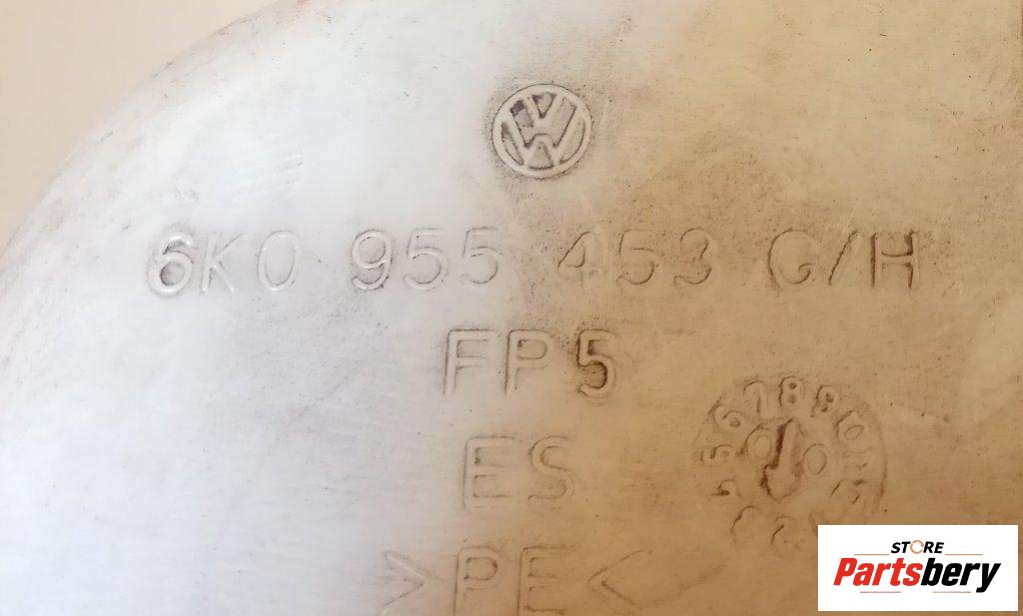 6K0 955 453 G/H
FP5
ES
>PE<
STORE
Partsbery